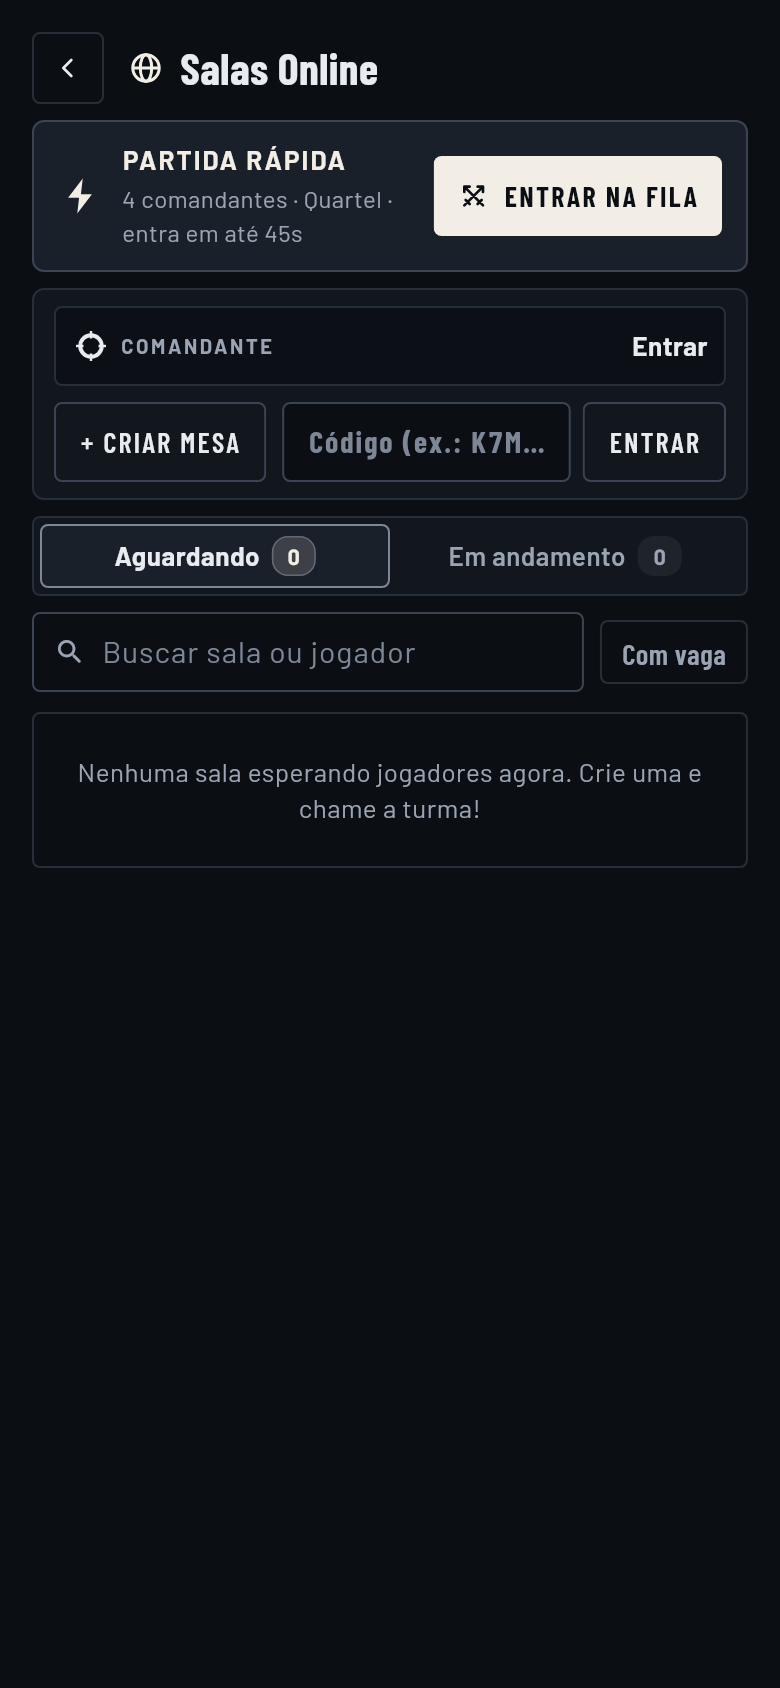 Salas Online
PARTIDA RÁPIDA
4 comandantes · Quartel ·
entra em até 45s
ENTRAR NA FILA
COMANDANTE
Entrar
+ CRIAR MESA
Código (ex.: K7M…
ENTRAR
Aguardando 0
Em andamento 0
Buscar sala ou jogador
Com vaga
Nenhuma sala esperando jogadores agora. Crie uma e
chame a turma!